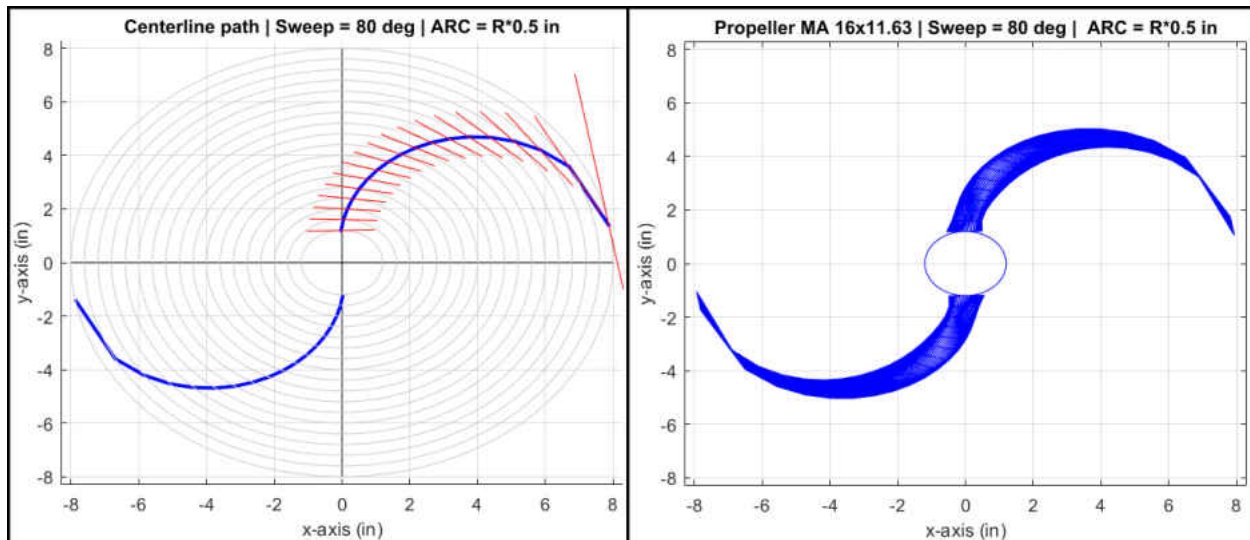 Centerline path | Sweep = 80 deg | ARC = R*0.5 in
8
6
4
2
0
-2
-4
-6
-8
y-axis (in)
-8 -6 -4 -2 0 2 4 6 8
x-axis (in)
Propeller MA 16x11.63 | Sweep = 80 deg | ARC = R*0.5 in
8
6
4
2
0
-2
-4
-6
-8
y-axis (in)
-8 -6 -4 -2 0 2 4 6 8
x-axis (in)